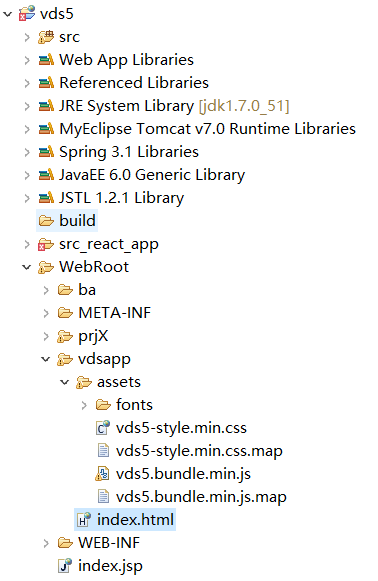 vds5
src
Web App Libraries
Referenced Libraries
JRE System Library [jdk1.7.0_51]
MyEclipse Tomcat v7.0 Runtime Libraries
Spring 3.1 Libraries
JavaEE 6.0 Generic Library
JSTL 1.2.1 Library
build
src_react_app
WebRoot
ba
META-INF
prjX
vdsapp
assets
fonts
vds5-style.min.css
vds5-style.min.css.map
vds5.bundle.min.js
vds5.bundle.min.js.map
index.html
WEB-INF
index.jsp